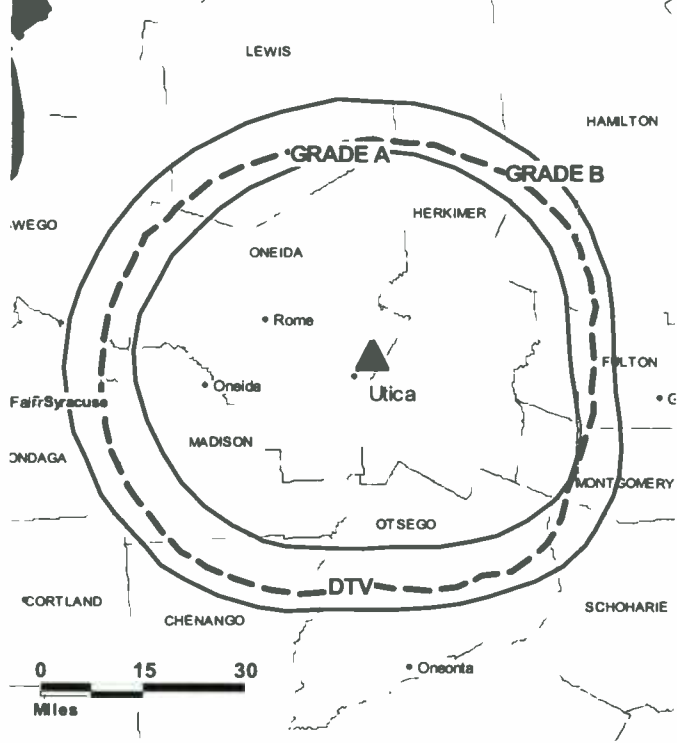 LEWIS
HAMILTON
GRADE A
GRADE B
WEGO
HERKIMER
ONEIDA
Rome
Utica
FULTON
Oneida
Syracuse
G
MADISON
ONDAGA
MONTGOMERY
OTSEGO
DTV
CORTLAND
CHENANGO
SCHOHARIE
Oneonta
0 15 30
Miles